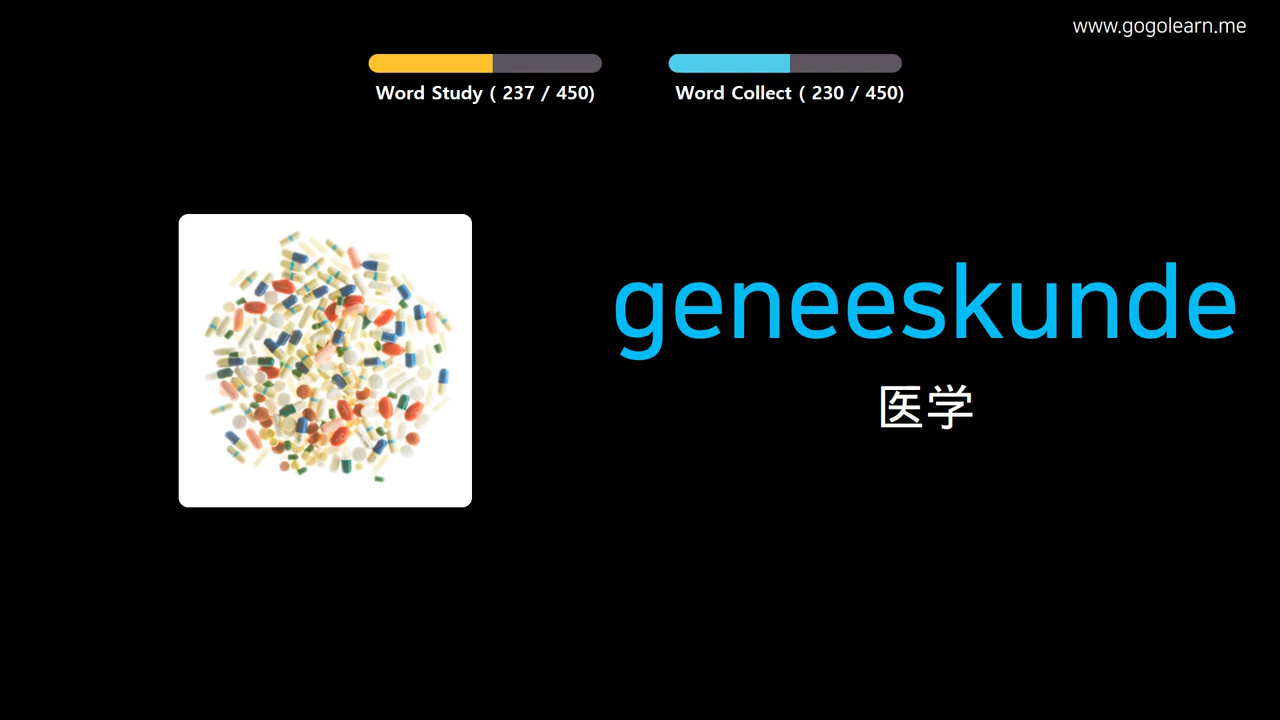 www.gogolearn.me
Word Study ( 237 / 450)
Word Collect ( 230 / 450)
geneeskunde
医学